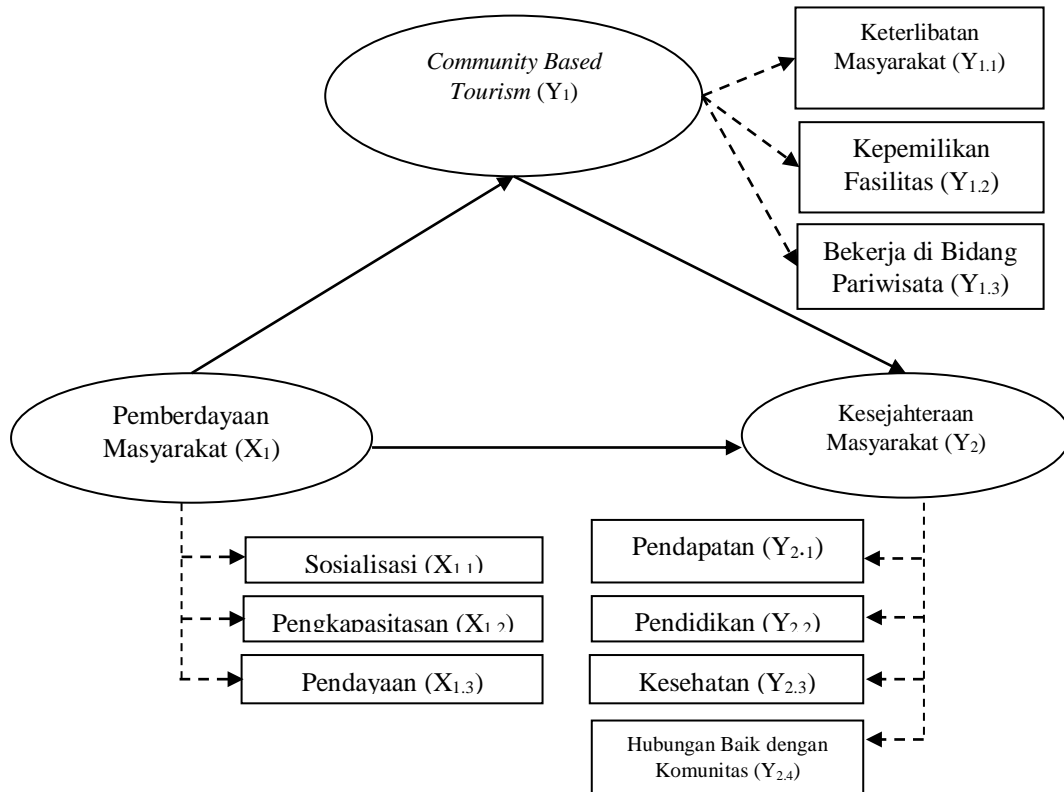 Community Based
Tourism (Y₁)
Keterlibatan
Masyarakat (Y₁.₁)
Kepemilikan
Fasilitas (Y₁.₂)
Bekerja di Bidang
Pariwisata (Y₁.₃)
Pemberdayaan
Masyarakat (X₁)
Kesejahteraan
Masyarakat (Y₂)
Sosialisasi (X₁.₁)
Pengkapasitasan (X₁.₂)
Pendayaan (X₁.₃)
Pendapatan (Y₂.₁)
Pendidikan (Y₂.₂)
Kesehatan (Y₂.₃)
Hubungan Baik dengan
Komunitas (Y₂.₄)